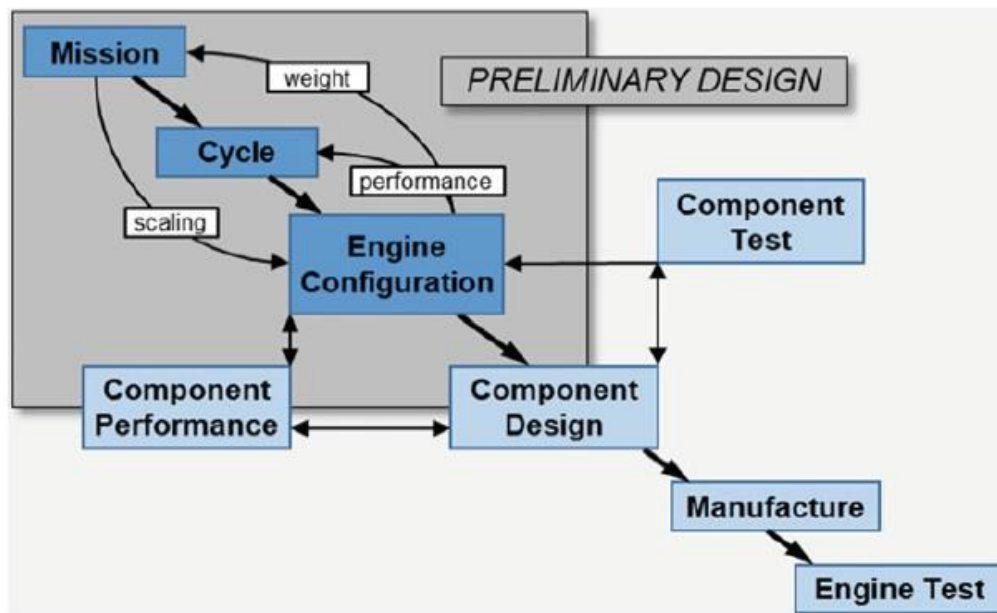 Mission
weight
PRELIMINARY DESIGN
Cycle
performance
scaling
Engine
Configuration
Component
Test
Component
Performance
Component
Design
Manufacture
Engine Test